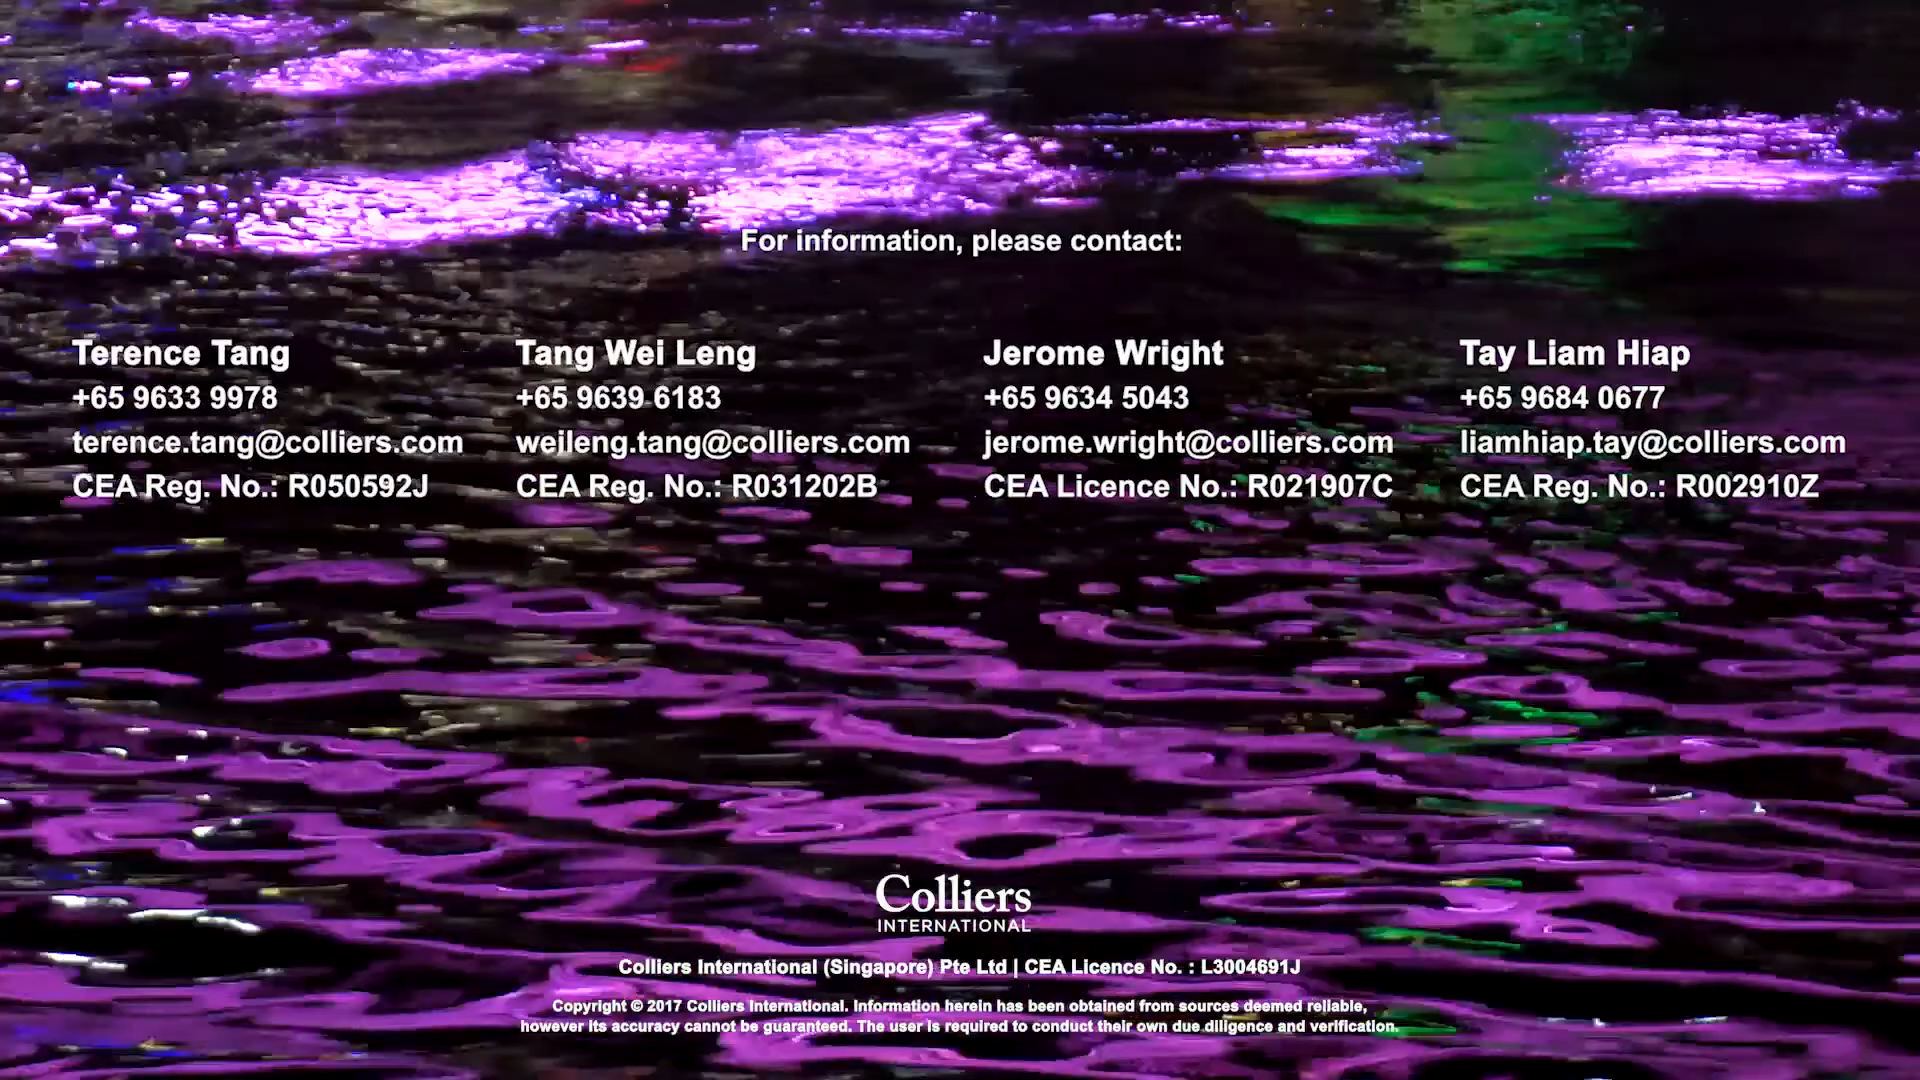 For information, please contact:
Terence Tang
+65 9633 9978
terence.tang@colliers.com
CEA Reg. No.: R050592J
Tang Wei Leng
+65 9639 6183
weileng.tang@colliers.com
CEA Reg. No.: R031202B
Jerome Wright
+65 9634 5043
jerome.wright@colliers.com
CEA Licence No.: R021907C
Tay Liam Hiap
+65 9684 0677
liamhiap.tay@colliers.com
CEA Reg. No.: R002910Z
Colliers
INTERNATIONAL
Colliers International (Singapore) Pte Ltd | CEA Licence No. : L3004691J
Copyright © 2017 Colliers International. Information herein has been obtained from sources deemed reliable,
however its accuracy cannot be guaranteed. The user is required to conduct their own due diligence and verification.